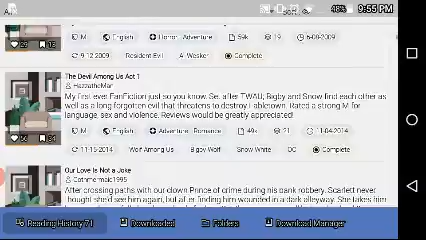 48% 9:55 PM
M English Horror Adventure 59k 19
9-12-2009 Resident Evil A. Wesker Complete
The Devil Among Us Act 1
HazzatheMan
My first ever FanFiction just so you know. Set after TWAU; Bigby and Snow find each other as
well as a long forgotten evil that threatens to destroy Fabletown. Rated a strong M for
language, sex and violence. Reviews would be greatly appreciated!
M English Adventure Romance 49k 21 11-04-2014
11-15-2014 Wolf Among Us Bigby Wolf Snow White OC Complete
Our Love Is Not a Joke
Cathmermaid1995
After crossing paths with our clown Prince of crime during his bank robbery. Scarlett never
thought she'd see him again, but after finding him wounded in a dark alleyway. She takes him
Reading History [7] Downloaded Folders Download Manager